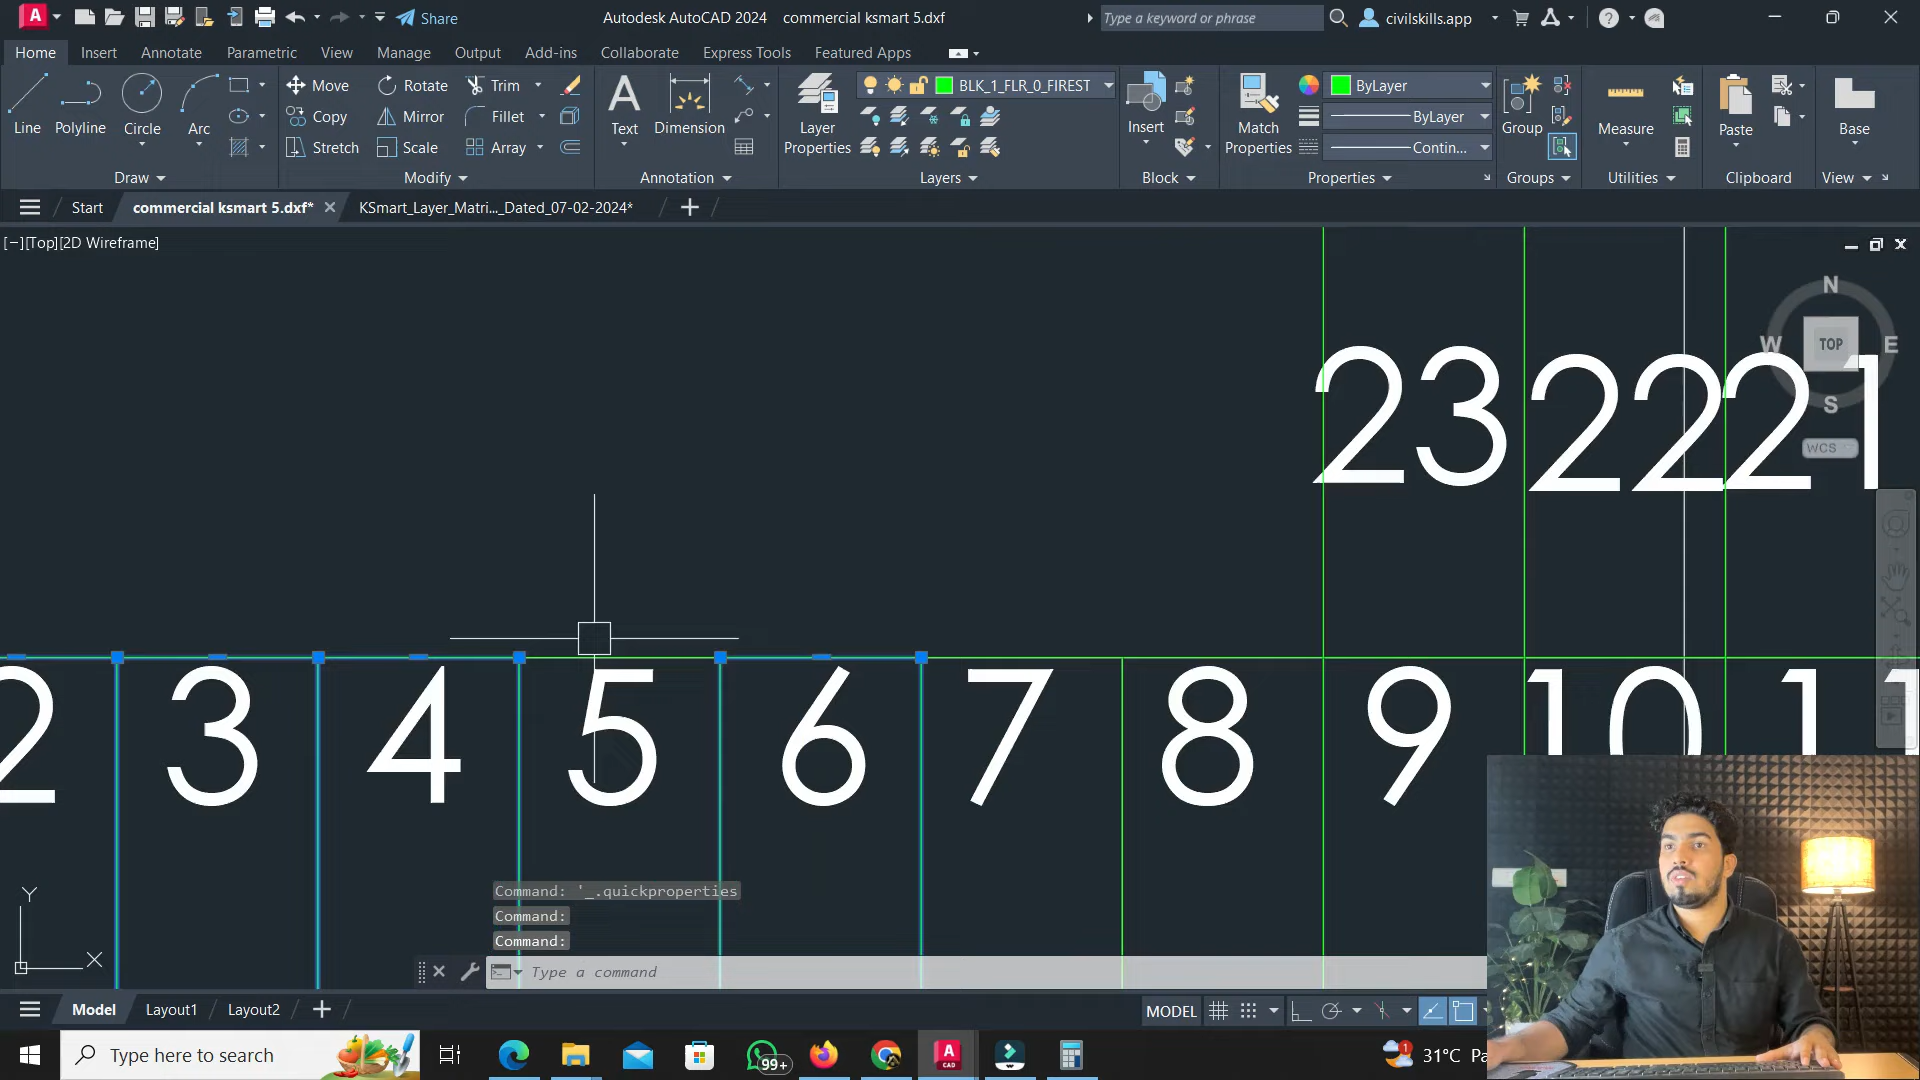 Share
Autodesk AutoCAD 2024 commercial ksmart 5.dxf
Type a keyword or phrase
civilskills.app
Home Insert Annotate Parametric View Manage Output Add-ins Collaborate Express Tools Featured Apps
Line Polyline Circle Arc
Move Rotate Trim
Copy Mirror Fillet
Stretch Scale Array
Text Dimension
Layer Properties
BLK_1_FLR_0_FIREST
Insert
Match Properties
ByLayer
ByLayer
Contin...
Group
Measure
Paste
Base
Draw Modify Annotation Layers Block Properties Groups Utilities Clipboard View
Start commercial ksmart 5.dxf* KSmart_Layer_Matri..._Dated_07-02-2024*
[−][Top][2D Wireframe]
N
W TOP E
S
WCS
23 22 21
2 3 4 5 6 7 8 9 10 11
Command: '_.quickproperties
Command:
Command:
Type a command
Y
X
Model Layout1 Layout2
MODEL
Type here to search
99+
CAD
1
31°C